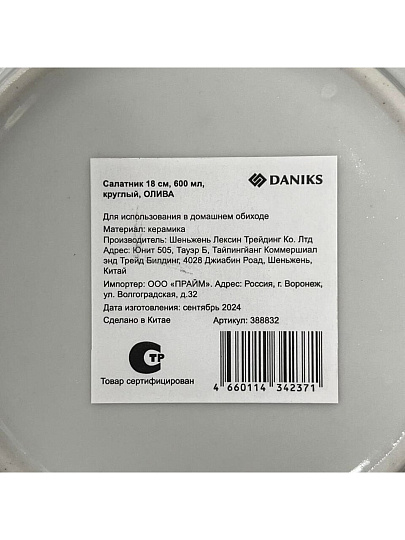 Салатник 18 см, 600 мл,
круглый, ОЛИВА
DANIKS
Для использования в домашнем обиходе
Материал: керамика
Производитель: Шеньжень Лексин Трейдинг Ко. Лтд
Адрес: Юнит 505, Тауэр Б, Тайпингйанг Коммершиал
энд Трейд Билдинг, 4028 Джиабин Роад, Шеньжень,
Китай
Импортер: ООО «ПРАЙМ». Адрес: Россия, г. Воронеж,
ул. Волгоградская, д.32
Дата изготовления: сентябрь 2024
Сделано в Китае
Артикул: 388832
СТР
Товар сертифицирован
4 660114 342371